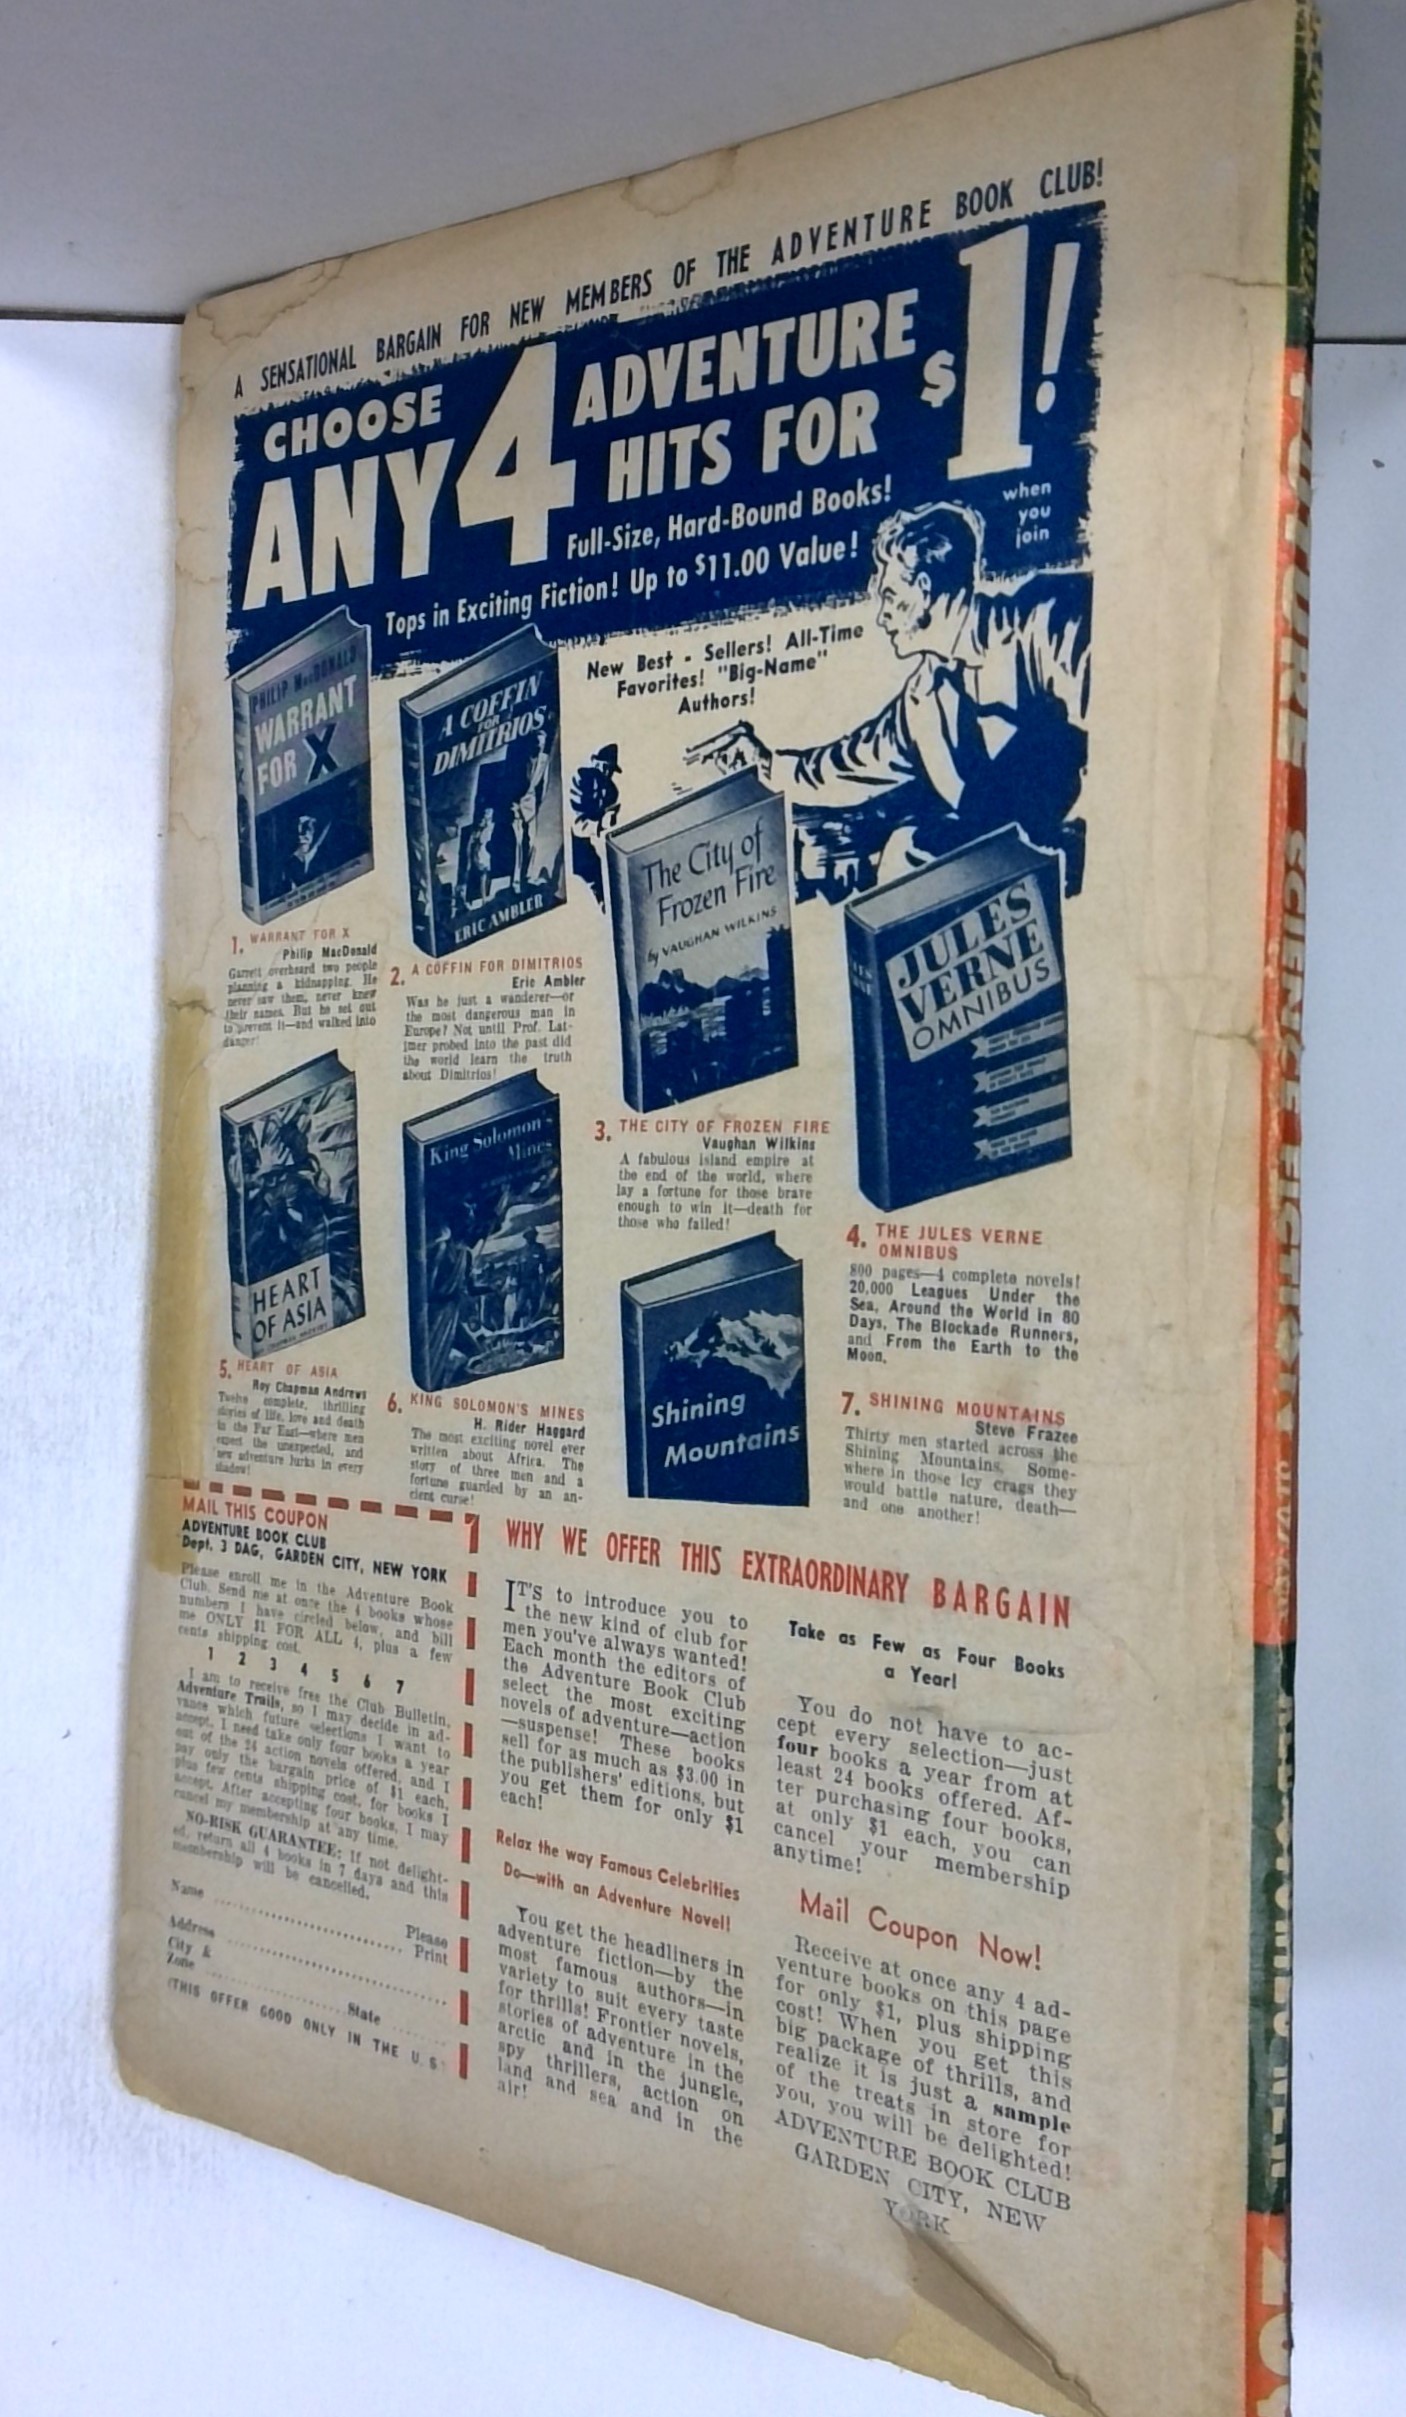 A SENSATIONAL BARGAIN FOR NEW MEMBERS OF THE ADVENTURE BOOK CLUB!
CHOOSE
ANY 4 ADVENTURE
HITS FOR $1!
when
you
join
Full-Size, Hard-Bound Books!
Tops in Exciting Fiction! Up to $11.00 Value!
New Best - Sellers! All-Time
Favorites! "Big-Name"
Authors!
PHILIP MacDONALD
WARRANT
FOR X
A COFFIN
FOR
DIMITRIOS
ERIC AMBLER
The City of
Frozen Fire
by VAUGHAN WILKINS
JULES
VERNE
OMNIBUS
1. WARRANT FOR X
Philip MacDonald
Garrett overheard two people
planning a kidnapping. He
never saw them, never knew
their names. But he set out
to prevent it—and walked into
danger!
2. A COFFIN FOR DIMITRIOS
Eric Ambler
Was he just a wanderer—or
the most dangerous man in
Europe? Not until Prof. Lat-
imer probed into the past did
the world learn the truth
about Dimitrios!
3. THE CITY OF FROZEN FIRE
Vaughan Wilkins
A fabulous island empire at
the end of the world, where
lay a fortune for those brave
enough to win it—death for
those who failed!
4. THE JULES VERNE
OMNIBUS
800 pages—4 complete novels!
20,000 Leagues Under the
Sea, Around the World in 80
Days, The Blockade Runners,
and From the Earth to the
Moon.
HEART
OF ASIA
King Solomon's
Mines
Shining
Mountains
5. HEART OF ASIA
Roy Chapman Andrews
Twelve complete, thrilling
stories of life, love and death
in the Far East—where men
expect the unexpected, and
new adventure lurks in every
shadow!
6. KING SOLOMON'S MINES
H. Rider Haggard
The most exciting novel ever
written about Africa. The
story of three men and a
fortune guarded by an an-
cient curse!
7. SHINING MOUNTAINS
Steve Frazee
Thirty men started across the
Shining Mountains. Some-
where in those icy crags they
would battle nature, death—
and one another!
MAIL THIS COUPON
ADVENTURE BOOK CLUB
Dept. 3 DAG, GARDEN CITY, NEW YORK
Please enroll me in the Adventure Book
Club. Send me at once the 4 books whose
numbers I have circled below, and bill
me ONLY $1 FOR ALL 4, plus a few
cents shipping cost.
1 2 3 4 5 6 7
I am to receive free the Club Bulletin,
Adventure Trails, so I may decide in ad-
vance which future selections I want to
accept. I need take only four books a year
out of the 24 action novels offered, and I
pay only the bargain price of $1 each,
plus few cents shipping cost, for books I
accept. After accepting four books, I may
cancel my membership at any time.
NO-RISK GUARANTEE: If not delight-
ed, return all 4 books in 7 days and this
membership will be cancelled.
Name
Please
Print
Address
City &
Zone
State
(THIS OFFER GOOD ONLY IN THE U.S.
WHY WE OFFER THIS EXTRAORDINARY BARGAIN
IT'S to introduce you to
the new kind of club for
men you've always wanted!
Each month the editors of
the Adventure Book Club
select the most exciting
novels of adventure—action
—suspense! These books
sell for as much as $3.00 in
the publishers' editions, but
you get them for only $1
each!
Relax the way Famous Celebrities
Do—with an Adventure Novel!
You get the headliners in
adventure fiction—by the
most famous authors—in
variety to suit every taste
for thrills! Frontier novels,
stories of adventure in the
arctic and in the jungle,
spy thrillers, action on
land and sea and in the
air!
Take as Few as Four Books
a Year!
You do not have to ac-
cept every selection—just
four books a year from at
least 24 books offered. Af-
ter purchasing four books,
at only $1 each, you can
cancel your membership
anytime!
Mail Coupon Now!
Receive at once any 4 ad-
venture books on this page
for only $1, plus shipping
cost! When you get this
big package of thrills, and
realize it is just a sample
of the treats in store for
you, you will be delighted!
ADVENTURE BOOK CLUB
GARDEN CITY, NEW
YORK
MAR.
FUTURE SCIENCE FICTION